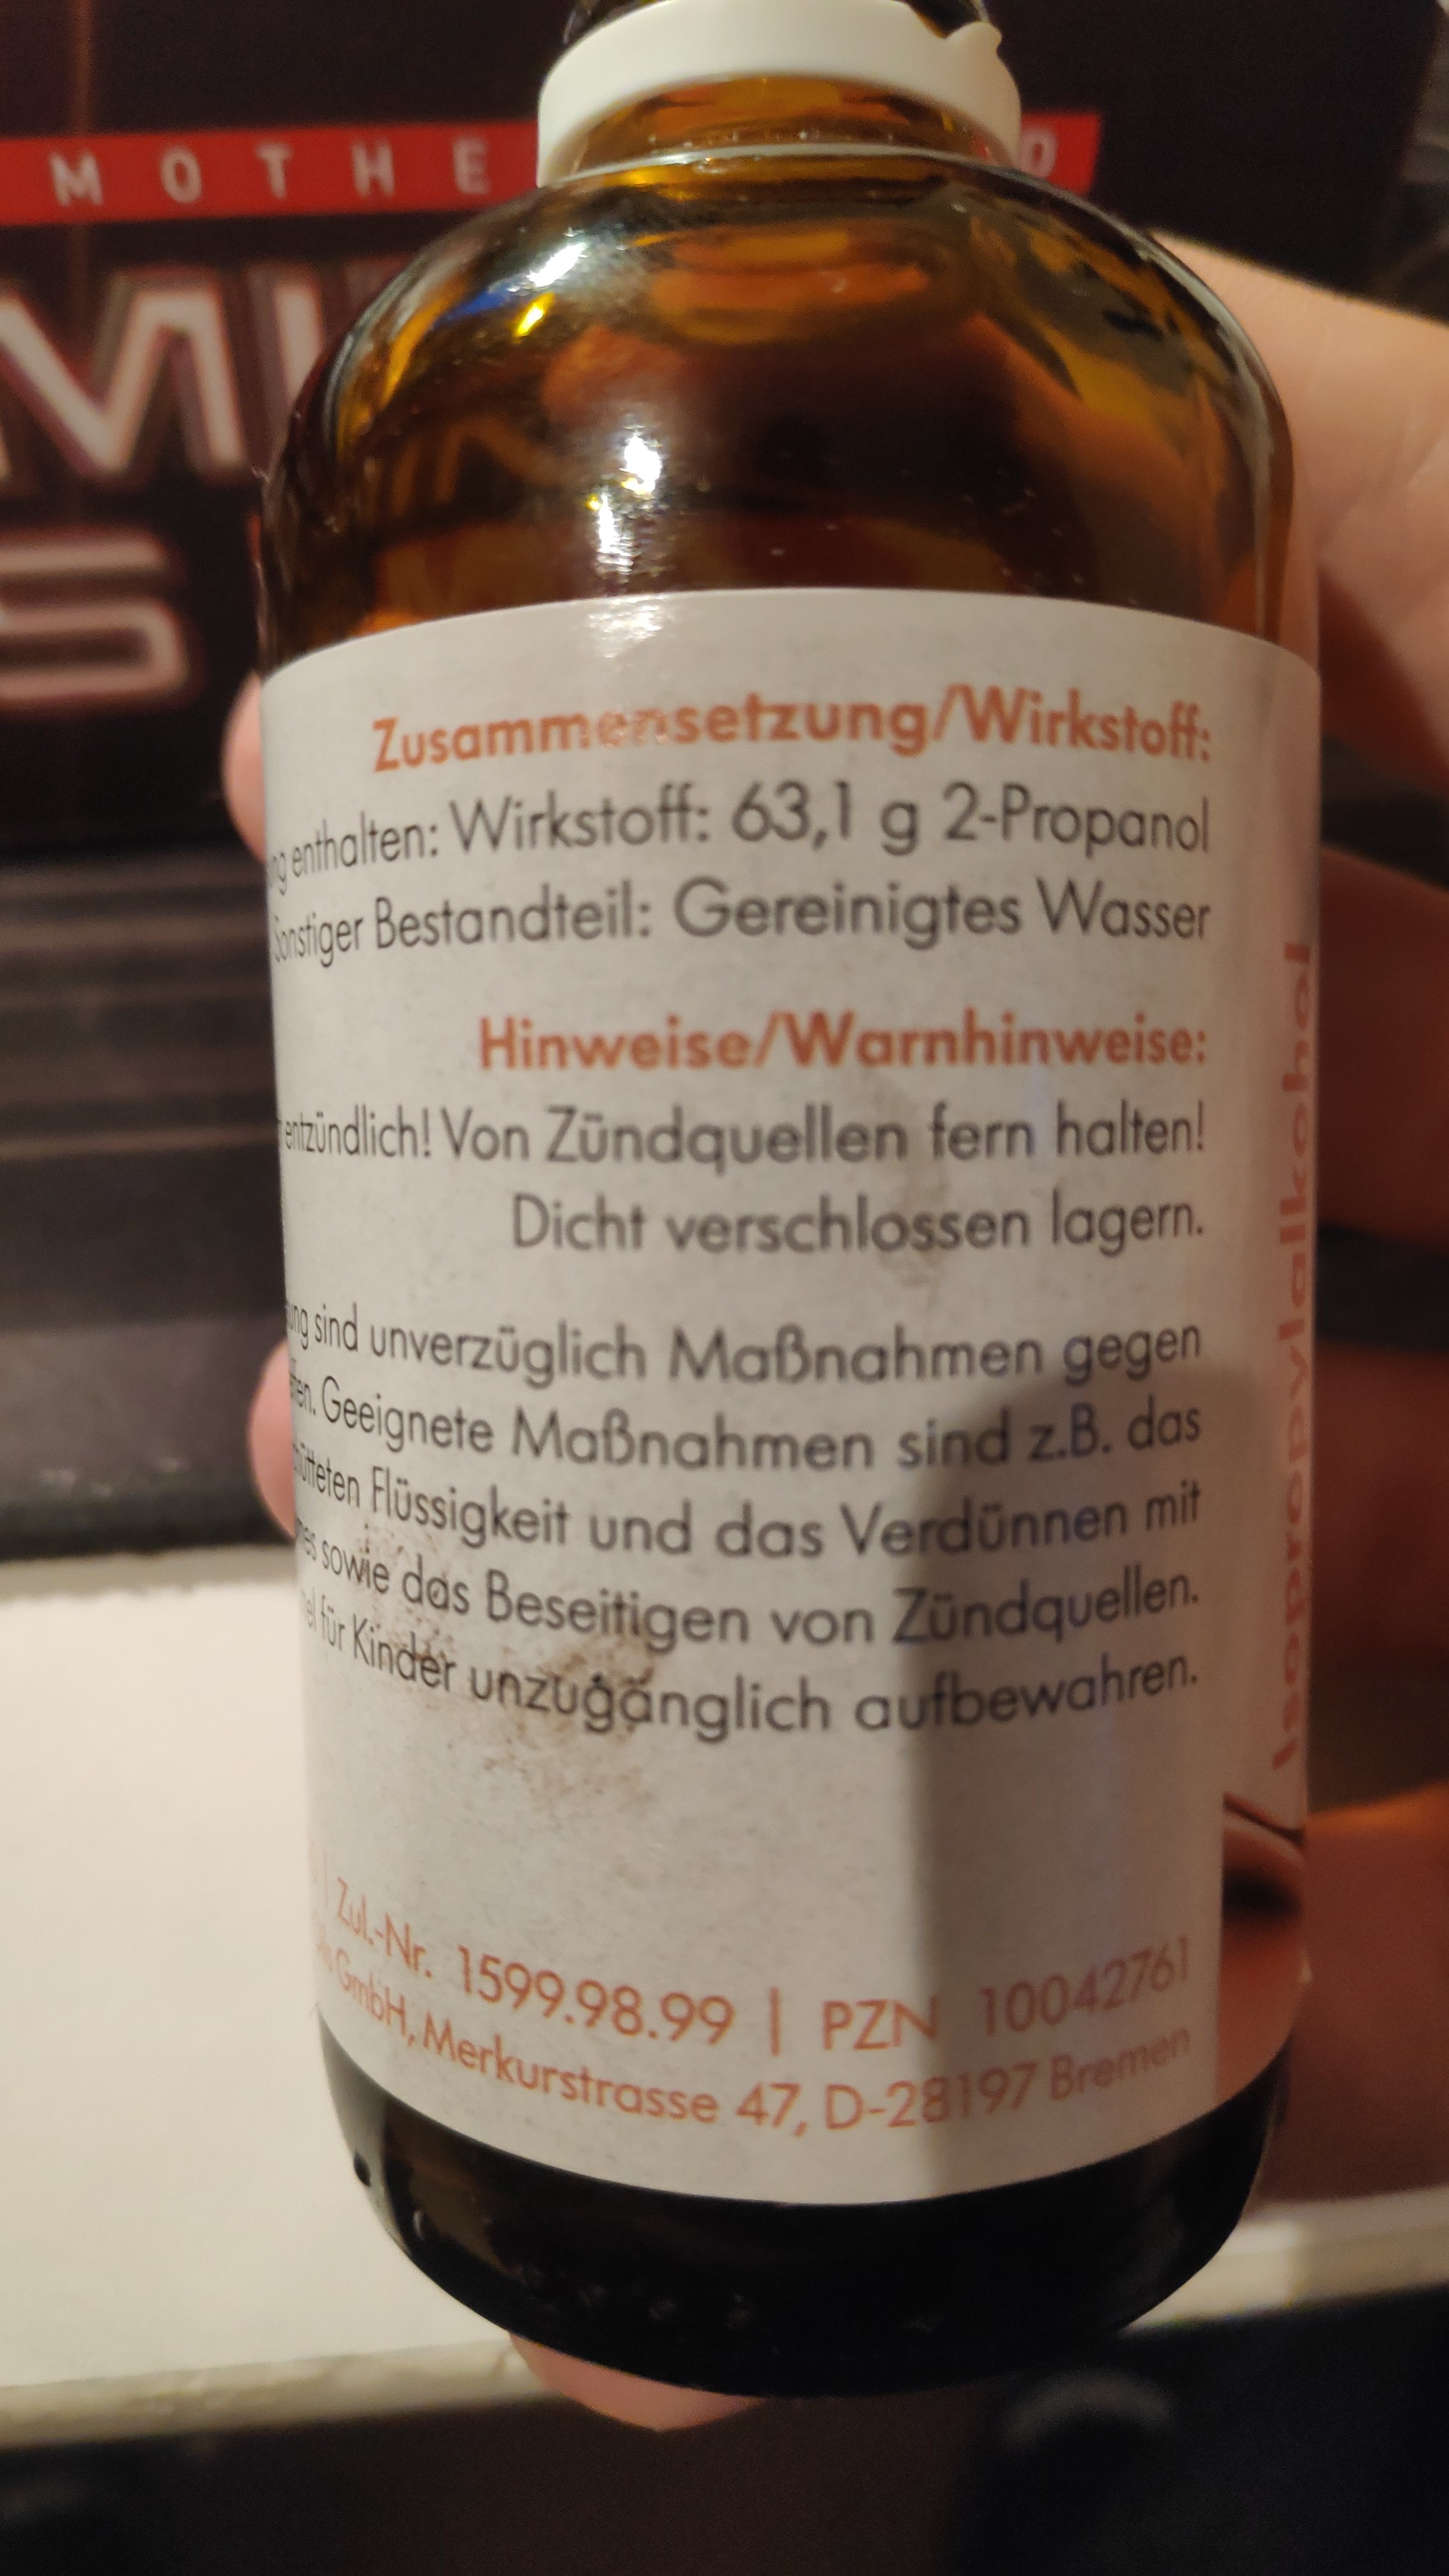 MOTHE
Zusammensetzung/Wirkstoff:
enthalten: Wirkstoff: 63,1 g 2-Propanol
Sonstiger Bestandteil: Gereinigtes Wasser
Hinweise/Warnhinweise:
entzündlich! Von Zündquellen fern halten!
Dicht verschlossen lagern.
sind unverzüglich Maßnahmen gegen
Geeignete Maßnahmen sind z.B. das
Flüssigkeit und das Verdünnen mit
sowie das Beseitigen von Zündquellen.
für Kinder unzugänglich aufbewahren.
| Zul.-Nr. 1599.98.99 | PZN 10042761
GmbH, Merkurstrasse 47, D-28197 Bremen
Isopropylalkohol